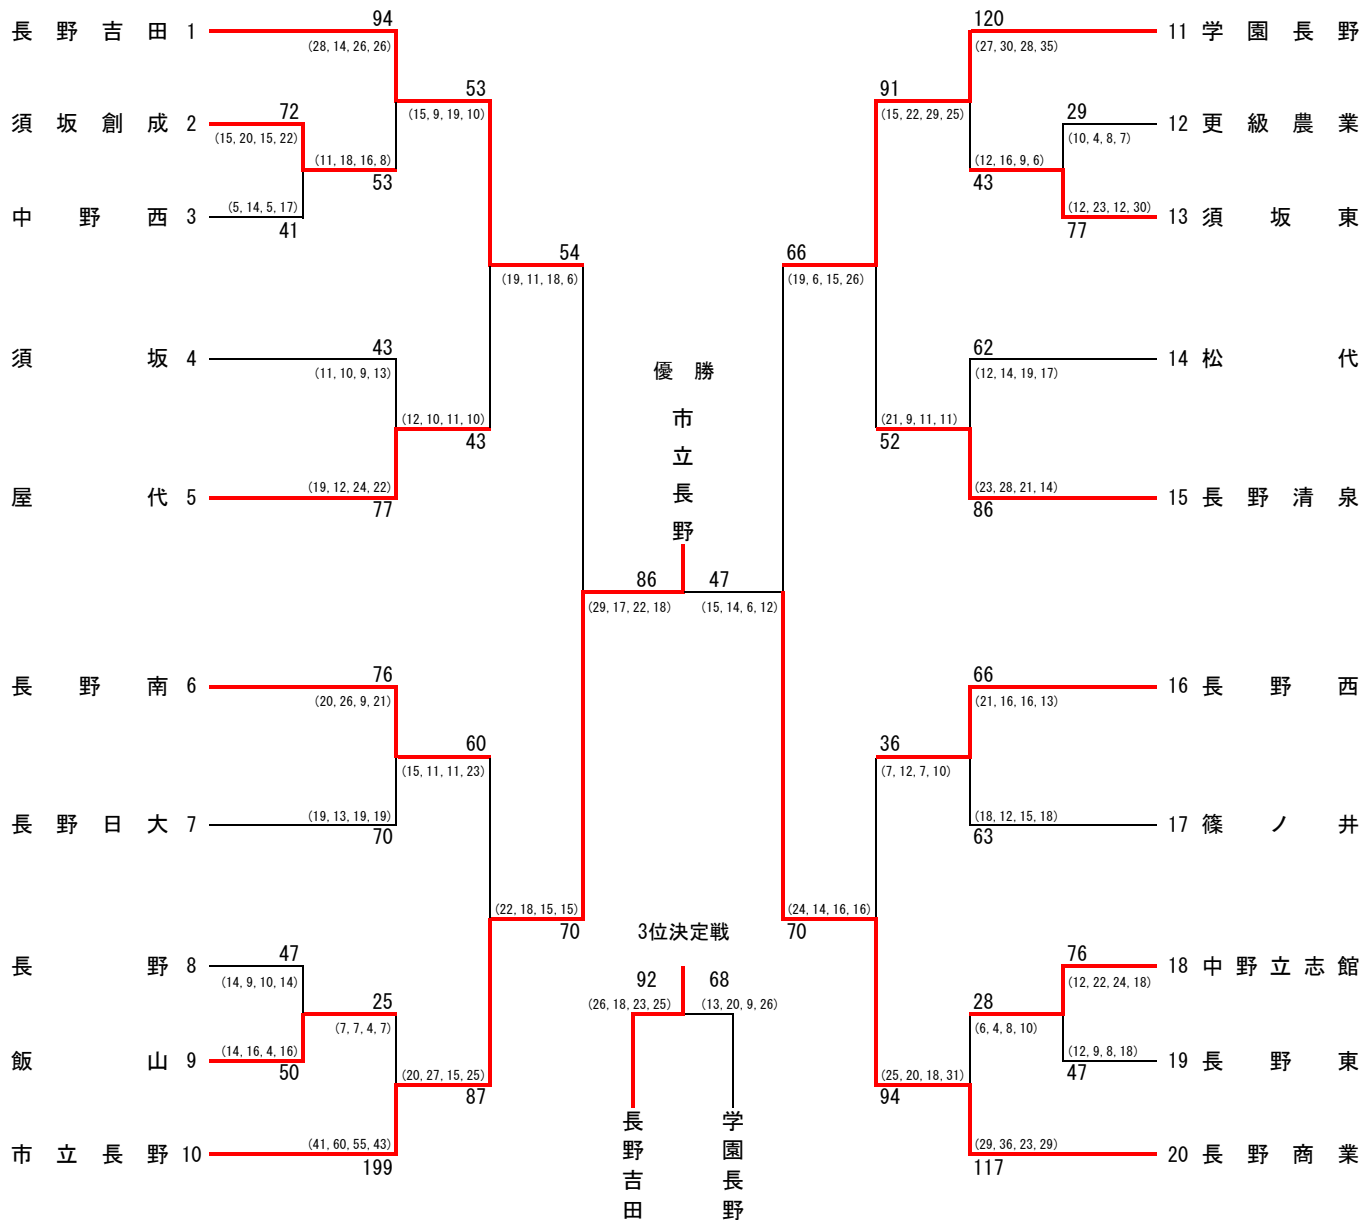 94
長野吉田 1
(28, 14, 26, 26)
53
72
(15, 9, 19, 10)
須坂創成 2
(15, 20, 15, 22)
(11, 18, 16, 8)
53
(5, 14, 5, 17)
中野西 3
41
54
(19, 11, 18, 6)
43
須坂 4
(11, 10, 9, 13)
(12, 10, 11, 10)
43
(19, 12, 24, 22)
屋代 5
77
76
長野南 6
(20, 26, 9, 21)
60
(15, 11, 11, 23)
(19, 13, 19, 19)
長野日大 7
70
(22, 18, 15, 15)
70
47
長野 8
(14, 9, 10, 14)
25
(7, 7, 4, 7)
(14, 16, 4, 16)
飯山 9
50
(20, 27, 15, 25)
87
(41, 60, 55, 43)
市立長野 10
199
優勝
市立長野
86
47
(29, 17, 22, 18)
(15, 14, 6, 12)
3位決定戦
92
68
(26, 18, 23, 25)
(13, 20, 9, 26)
長野吉田
学園長野
120
11 学園長野
(27, 30, 28, 35)
91
(15, 22, 29, 25)
29
12 更級農業
(10, 4, 8, 7)
(12, 16, 9, 6)
43
(12, 23, 12, 30)
13 須坂東
77
66
(19, 6, 15, 26)
62
14 松代
(12, 14, 19, 17)
(21, 9, 11, 11)
52
(23, 28, 21, 14)
15 長野清泉
86
66
16 長野西
(21, 16, 16, 13)
36
(7, 12, 7, 10)
(18, 12, 15, 18)
17 篠ノ井
63
(24, 14, 16, 16)
70
76
18 中野立志館
(12, 22, 24, 18)
28
(6, 4, 8, 10)
(12, 9, 8, 18)
19 長野東
47
(25, 20, 18, 31)
94
(29, 36, 23, 29)
20 長野商業
117